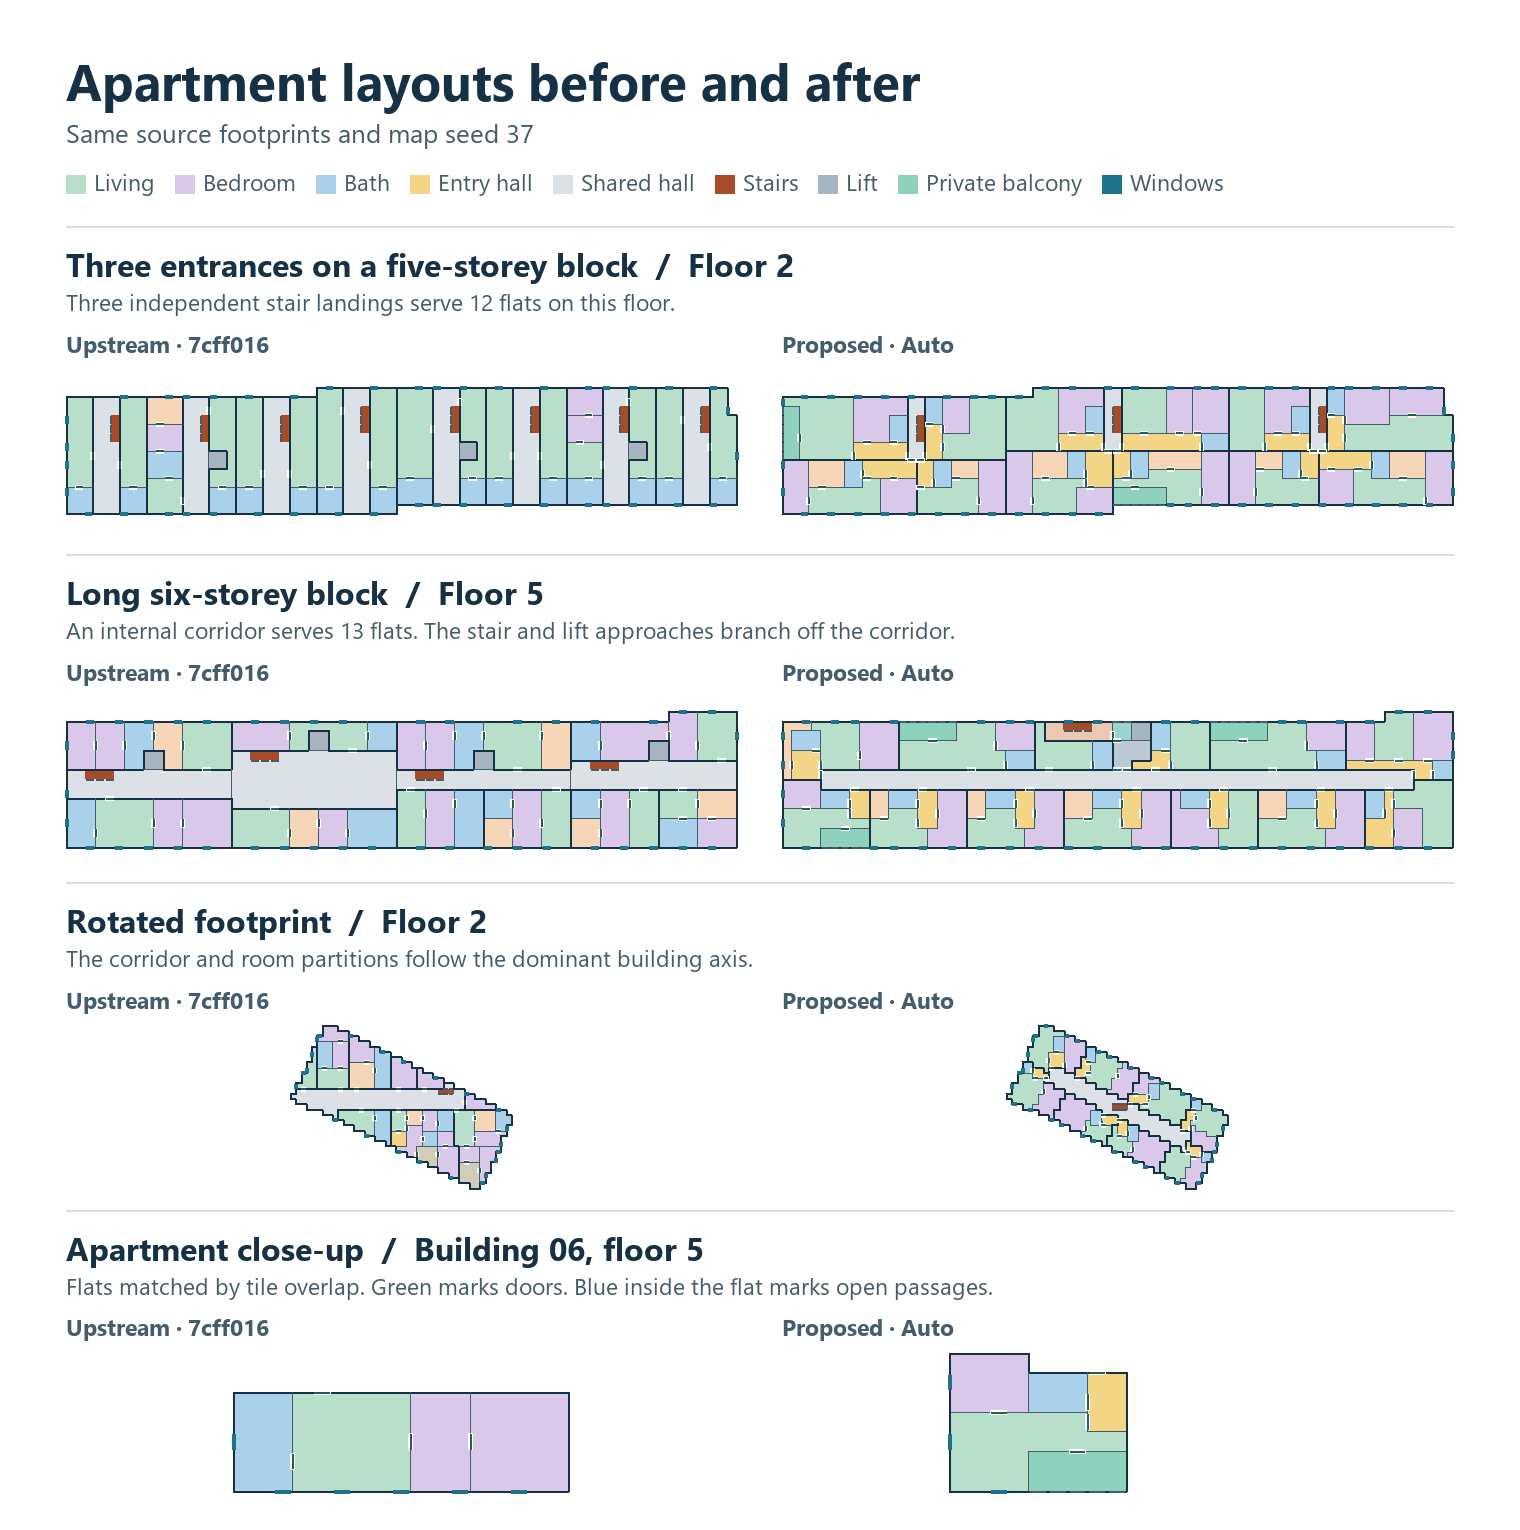 Apartment layouts before and after
Same source footprints and map seed 37
Living Bedroom Bath Entry hall Shared hall Stairs Lift Private balcony Windows
Three entrances on a five-storey block / Floor 2
Three independent stair landings serve 12 flats on this floor.
Upstream · 7cff016 Proposed · Auto
Long six-storey block / Floor 5
An internal corridor serves 13 flats. The stair and lift approaches branch off the corridor.
Upstream · 7cff016 Proposed · Auto
Rotated footprint / Floor 2
The corridor and room partitions follow the dominant building axis.
Upstream · 7cff016 Proposed · Auto
Apartment close-up / Building 06, floor 5
Flats matched by tile overlap. Green marks doors. Blue inside the flat marks open passages.
Upstream · 7cff016 Proposed · Auto